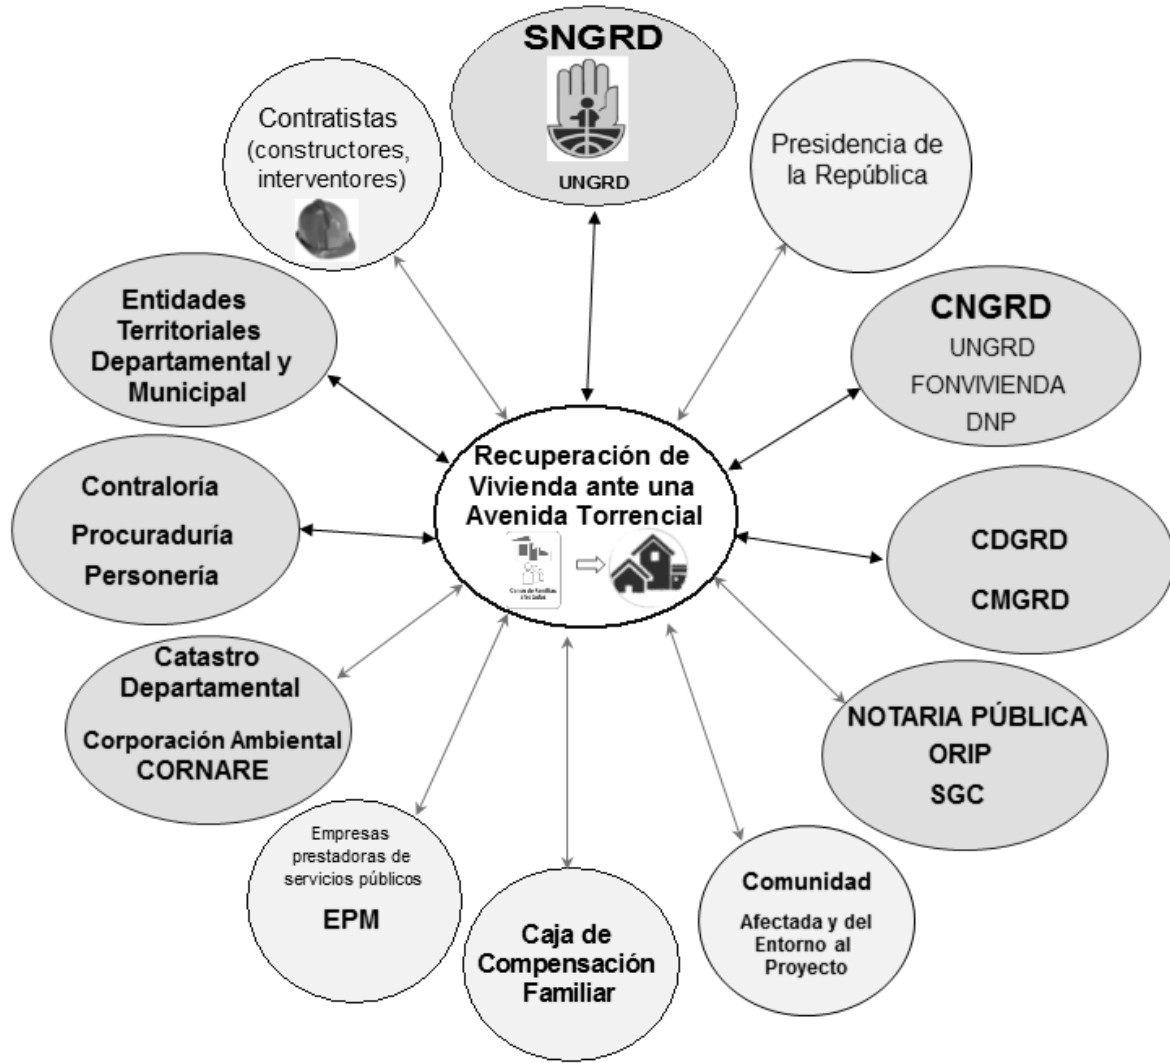 SNGRD
UNGRD
Contratistas
(constructores,
interventores)
Presidencia de
la República
Entidades
Territoriales
Departamental y
Municipal
CNGRD
UNGRD
FONVIVIENDA
DNP
Recuperación de
Vivienda ante una
Avenida Torrencial
Contraloría
Procuraduría
Personería
CDGRD
CMGRD
Catastro
Departamental
Corporación Ambiental
CORNARE
NOTARIA PÚBLICA
ORIP
SGC
Empresas
prestadoras de
servicios públicos
EPM
Caja de
Compensación
Familiar
Comunidad
Afectada y del
Entorno al
Proyecto